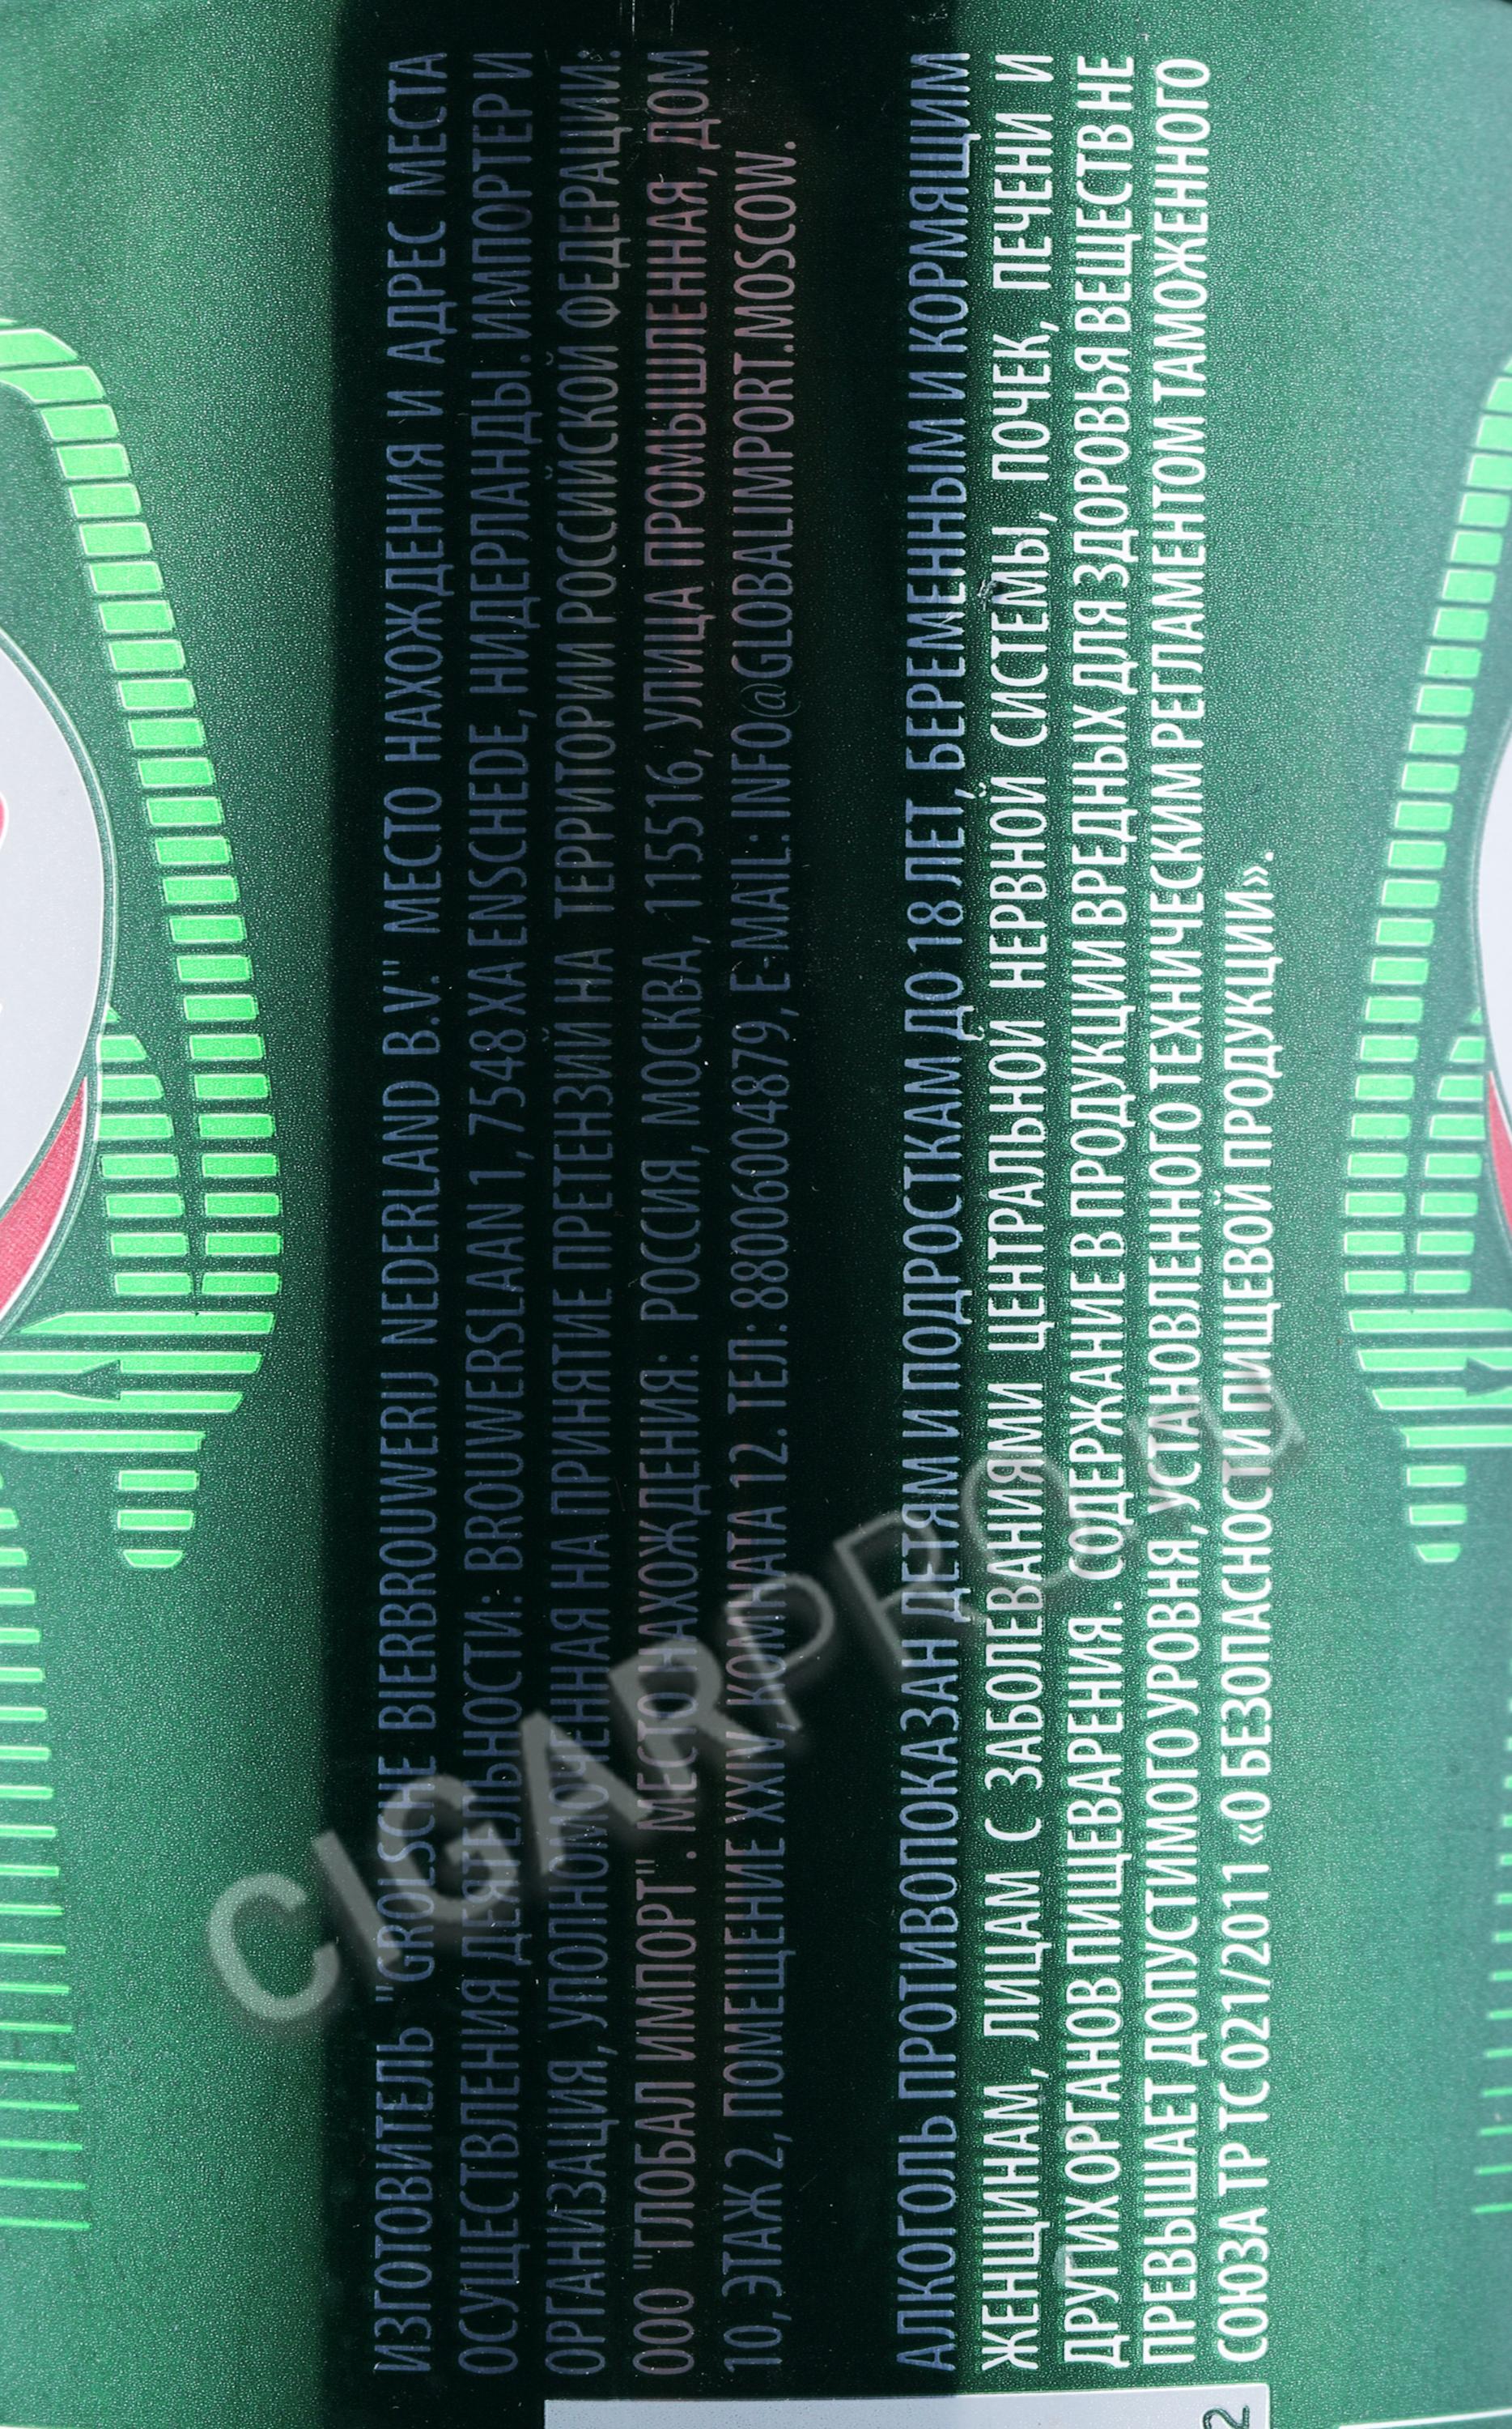 ИЗГОТОВИТЕЛЬ "GROLSCHE BIERBROUWERIJ NEDERLAND B.V." МЕСТО НАХОЖДЕНИЯ И АДРЕС МЕСТА
ОСУЩЕСТВЛЕНИЯ ДЕЯТЕЛЬНОСТИ: BROUWERSLAAN 1, 7548 XA ENSCHEDE, НИДЕРЛАНДЫ. ИМПОРТЕР И
ОРГАНИЗАЦИЯ, УПОЛНОМОЧЕННАЯ НА ПРИНЯТИЕ ПРЕТЕНЗИЙ НА ТЕРРИТОРИИ РОССИЙСКОЙ ФЕДЕРАЦИИ:
ООО "ГЛОБАЛ ИМПОРТ". МЕСТО НАХОЖДЕНИЯ: РОССИЯ, МОСКВА, 115516, УЛИЦА ПРОМЫШЛЕННАЯ, ДОМ
10, ЭТАЖ 2, ПОМЕЩЕНИЕ XXIV, КОМНАТА 12. ТЕЛ: 88006004879, E-MAIL: INFO@GLOBALIMPORT.MOSCOW.
АЛКОГОЛЬ ПРОТИВОПОКАЗАН ДЕТЯМ И ПОДРОСТКАМ ДО 18 ЛЕТ, БЕРЕМЕННЫМ И КОРМЯЩИМ
ЖЕНЩИНАМ, ЛИЦАМ С ЗАБОЛЕВАНИЯМИ ЦЕНТРАЛЬНОЙ НЕРВНОЙ СИСТЕМЫ, ПОЧЕК, ПЕЧЕНИ И
ДРУГИХ ОРГАНОВ ПИЩЕВАРЕНИЯ. СОДЕРЖАНИЕ В ПРОДУКЦИИ ВРЕДНЫХ ДЛЯ ЗДОРОВЬЯ ВЕЩЕСТВ НЕ
ПРЕВЫШАЕТ ДОПУСТИМОГО УРОВНЯ, УСТАНОВЛЕННОГО ТЕХНИЧЕСКИМ РЕГЛАМЕНТОМ ТАМОЖЕННОГО
СОЮЗА ТР ТС 021/2011 «О БЕЗОПАСНОСТИ ПИЩЕВОЙ ПРОДУКЦИИ».
CIGARPRO.RU
2